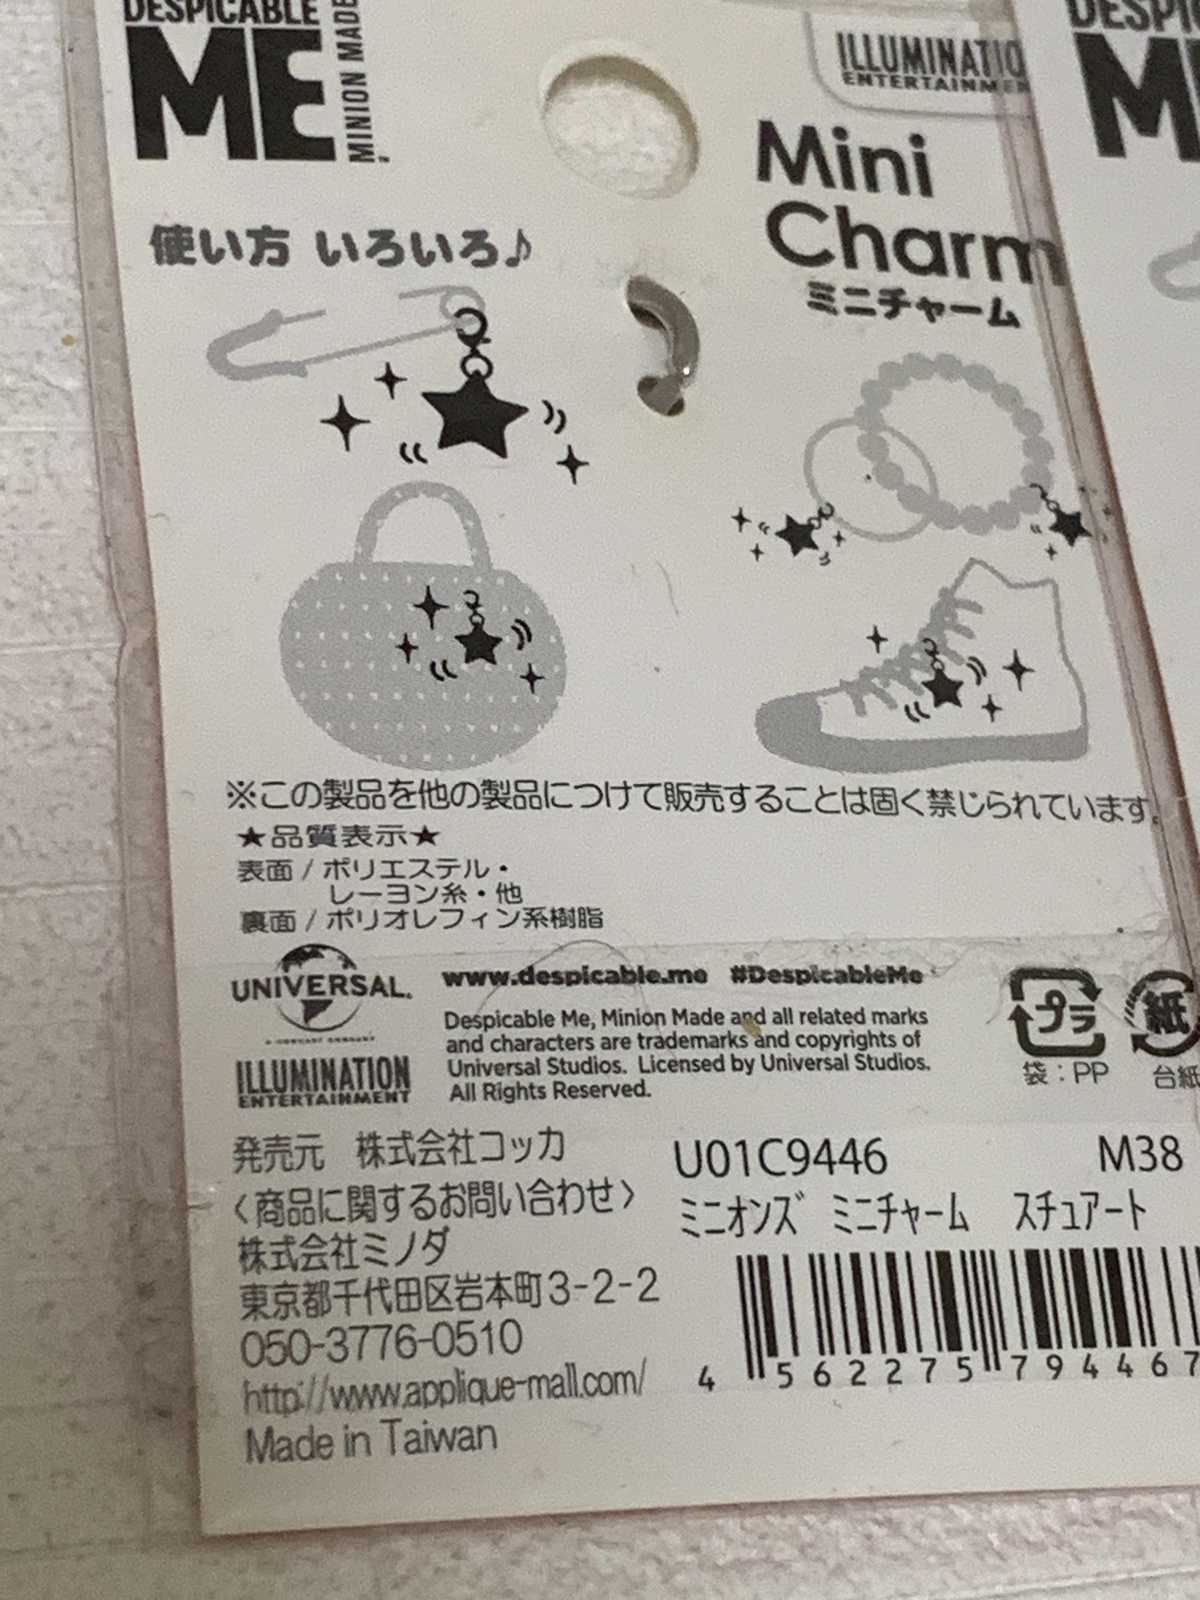 DESPICABLE
ME
MINION MADE
ILLUMINATIO
ENTERTAINMEN
DESPIC
M
Mini
Charm
ミニチャーム
使い方 いろいろ♪
※この製品を他の製品につけて販売することは固く禁じられています。
★品質表示★
表面 / ポリエステル・
レーヨン糸・他
裏面 / ポリオレフィン系樹脂
UNIVERSAL
ILLUMINATION
ENTERTAINMENT
www.despicable.me #DespicableMe
Despicable Me, Minion Made and all related marks
and characters are trademarks and copyrights of
Universal Studios. Licensed by Universal Studios.
All Rights Reserved.
プラ
袋：PP
紙
台紙
発売元 株式会社コッカ
〈商品に関するお問い合わせ〉
株式会社ミノダ
東京都千代田区岩本町3-2-2
050-3776-0510
http://www.applique-mall.com/
Made in Taiwan
U01C9446 M38
ミニオンズ ミニチャーム スチュアート
4 562275 794467